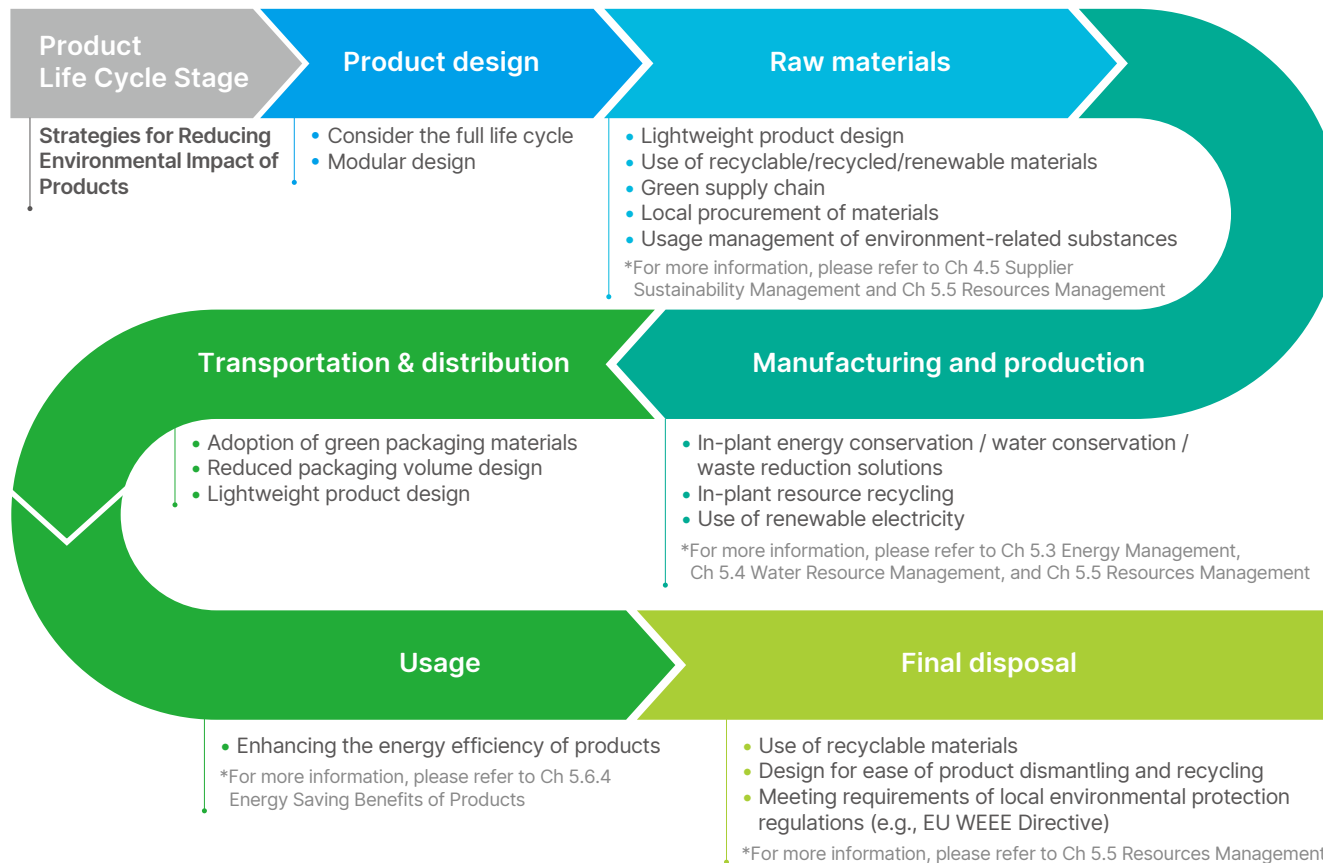 Product
Life Cycle Stage
Product design
Raw materials
Strategies for Reducing
Environmental Impact of
Products
• Consider the full life cycle
• Modular design
• Lightweight product design
• Use of recyclable/recycled/renewable materials
• Green supply chain
• Local procurement of materials
• Usage management of environment-related substances
*For more information, please refer to Ch 4.5 Supplier
Sustainability Management and Ch 5.5 Resources Management
Manufacturing and production
• In-plant energy conservation / water conservation /
waste reduction solutions
• In-plant resource recycling
• Use of renewable electricity
*For more information, please refer to Ch 5.3 Energy Management,
Ch 5.4 Water Resource Management, and Ch 5.5 Resources Management
Transportation & distribution
• Adoption of green packaging materials
• Reduced packaging volume design
• Lightweight product design
Usage
• Enhancing the energy efficiency of products
*For more information, please refer to Ch 5.6.4
Energy Saving Benefits of Products
Final disposal
• Use of recyclable materials
• Design for ease of product dismantling and recycling
• Meeting requirements of local environmental protection
regulations (e.g., EU WEEE Directive)
*For more information, please refer to Ch 5.5 Resources Management